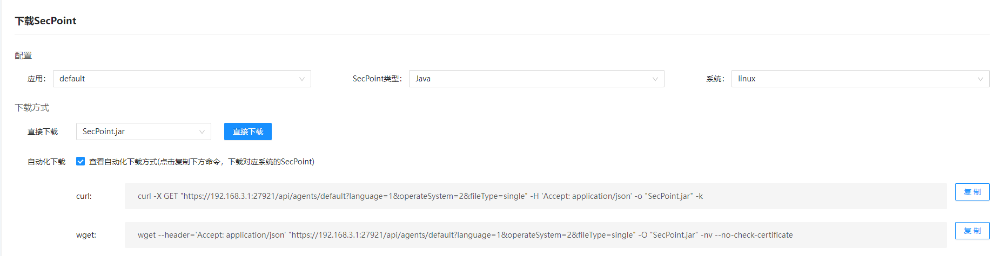 下载SecPoint
配置
应用： default SecPoint类型： Java 系统： linux
下载方式
直接下载 SecPoint.jar 直接下载
自动化下载 查看自动化下载方式(点击复制下方命令，下载对应系统的SecPoint)
curl: curl -X GET "https://192.168.3.1:27921/api/agents/default?language=1&operateSystem=2&fileType=single" -H 'Accept: application/json' -o "SecPoint.jar" -k 复 制
wget: wget --header='Accept: application/json' "https://192.168.3.1:27921/api/agents/default?language=1&operateSystem=2&fileType=single" -O "SecPoint.jar" -nv --no-check-certificate 复 制